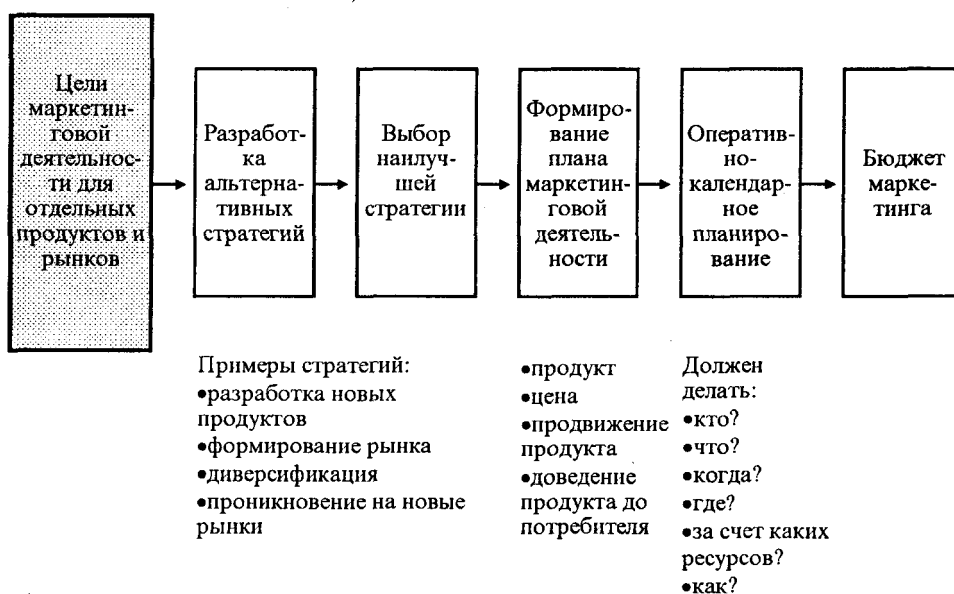 Цели
маркетин-
говой
деятельнос-
ти для
отдельных
продуктов и
рынков
Разработ-
ка
альтерна-
тивных
стратегий
Выбор
наилуч-
шей
стратегии
Формиро-
вание
плана
маркетин-
говой
деятель-
ности
Оператив-
но-
календар-
ное
планиро-
вание
Бюджет
марке-
тинга
Примеры стратегий:
•разработка новых
продуктов
•формирование рынка
•диверсификация
•проникновение на новые
рынки
•продукт
•цена
•продвижение
продукта
•доведение
продукта до
потребителя
Должен
делать:
•кто?
•что?
•когда?
•где?
•за счет каких
ресурсов?
•как?